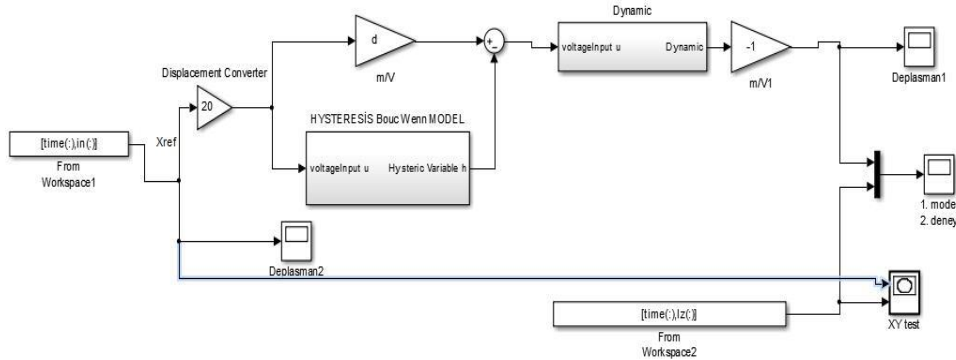 Dynamic
d
+
-
voltageInput u
Dynamic
-1
Deplasman1
m/V
m/V1
Displacement Converter
20
HYSTERESİS Bouc Wenn MODEL
voltageInput u
Hysteric Variable h
Xref
[time(:),in(:)]
From
Workspace1
1. mode
2. deney
Deplasman2
[time(:),lz(:)]
From
Workspace2
XY test